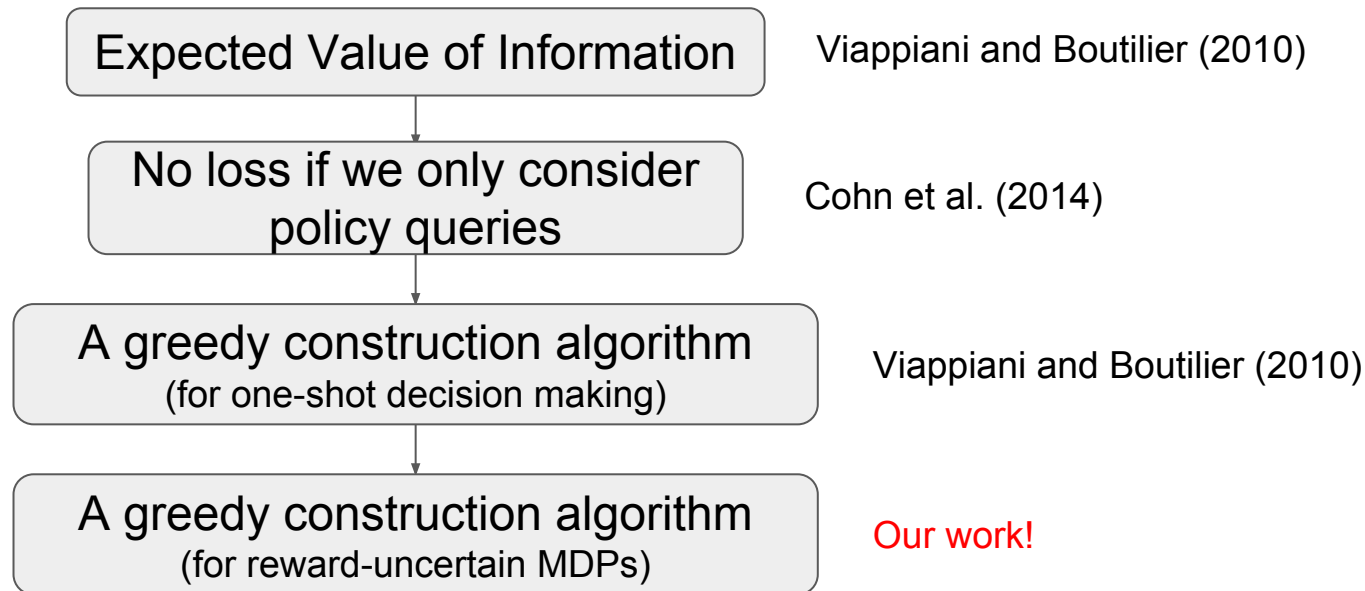 Expected Value of Information
Viappiani and Boutilier (2010)
No loss if we only consider
policy queries
Cohn et al. (2014)
A greedy construction algorithm
(for one-shot decision making)
Viappiani and Boutilier (2010)
A greedy construction algorithm
(for reward-uncertain MDPs)
Our work!